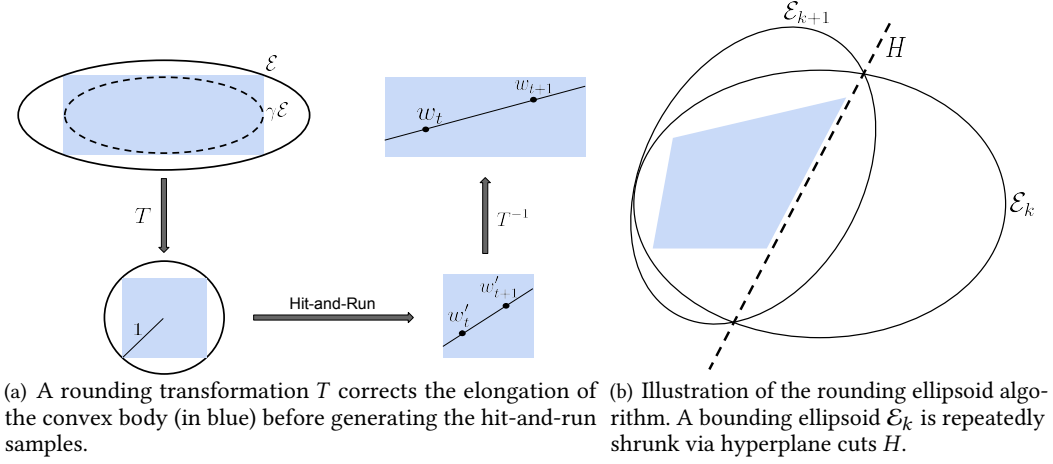 ℰ
γℰ
w_t
w_{t+1}
T
T^{-1}
1
Hit-and-Run
w'_t
w'_{t+1}
(a) A rounding transformation T corrects the elongation of
the convex body (in blue) before generating the hit-and-run
samples.
ℰ_{k+1}
H
ℰ_k
(b) Illustration of the rounding ellipsoid algo-
rithm. A bounding ellipsoid ℰ_k is repeatedly
shrunk via hyperplane cuts H.